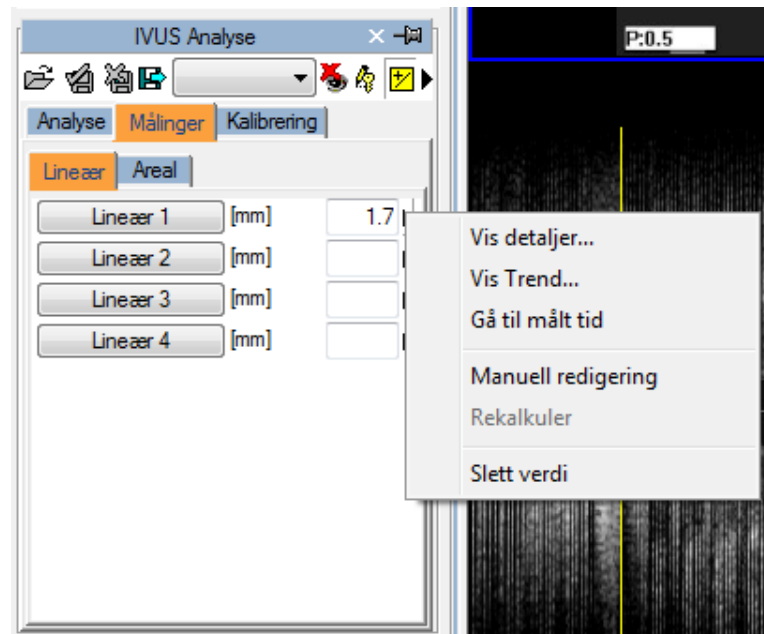 IVUS Analyse
P:0.5
Analyse Målinger Kalibrering
Lineær Areal
Lineær 1 [mm] 1.7
Lineær 2 [mm]
Lineær 3 [mm]
Lineær 4 [mm]
Vis detaljer...
Vis Trend...
Gå til målt tid
Manuell redigering
Rekalkuler
Slett verdi